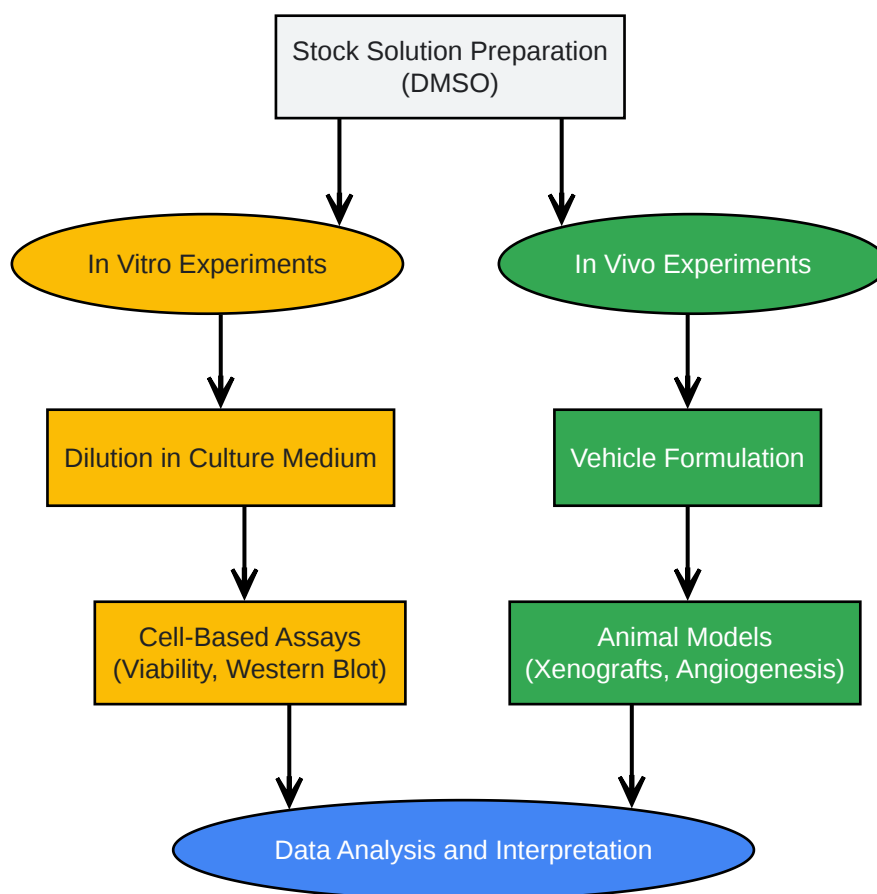 Stock Solution Preparation
(DMSO)
In Vitro Experiments
In Vivo Experiments
Dilution in Culture Medium
Vehicle Formulation
Cell-Based Assays
(Viability, Western Blot)
Animal Models
(Xenografts, Angiogenesis)
Data Analysis and Interpretation